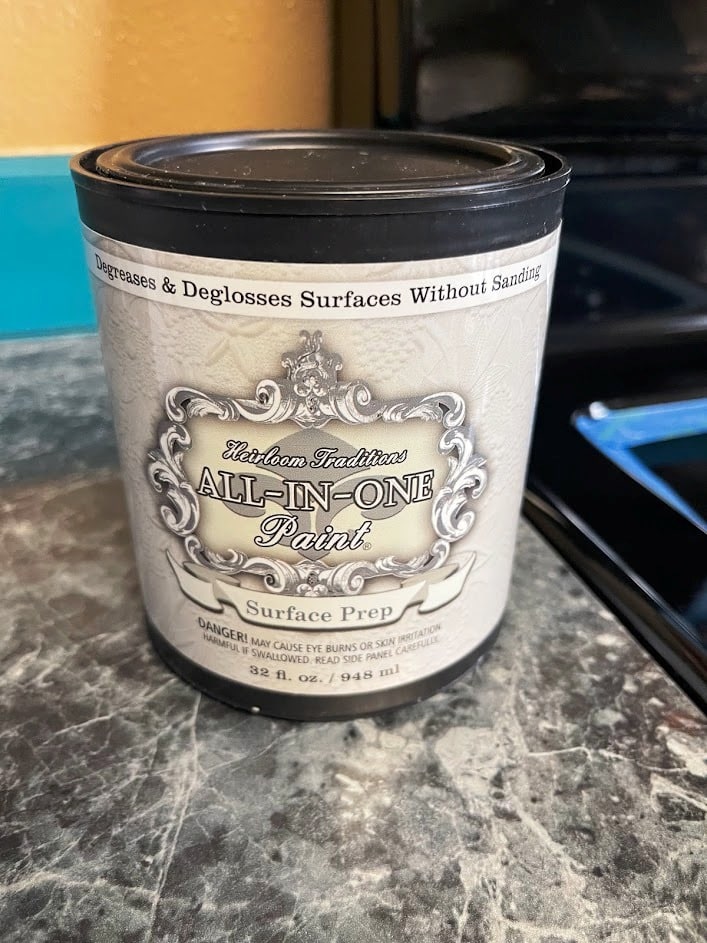 Degreases & Deglosses Surfaces Without Sanding
Heirloom Traditions
ALL-IN-ONE
Paint®
Surface Prep
DANGER! MAY CAUSE EYE BURNS OR SKIN IRRITATION.
HARMFUL IF SWALLOWED. READ SIDE PANEL CAREFULLY.
32 fl. oz. / 948 ml